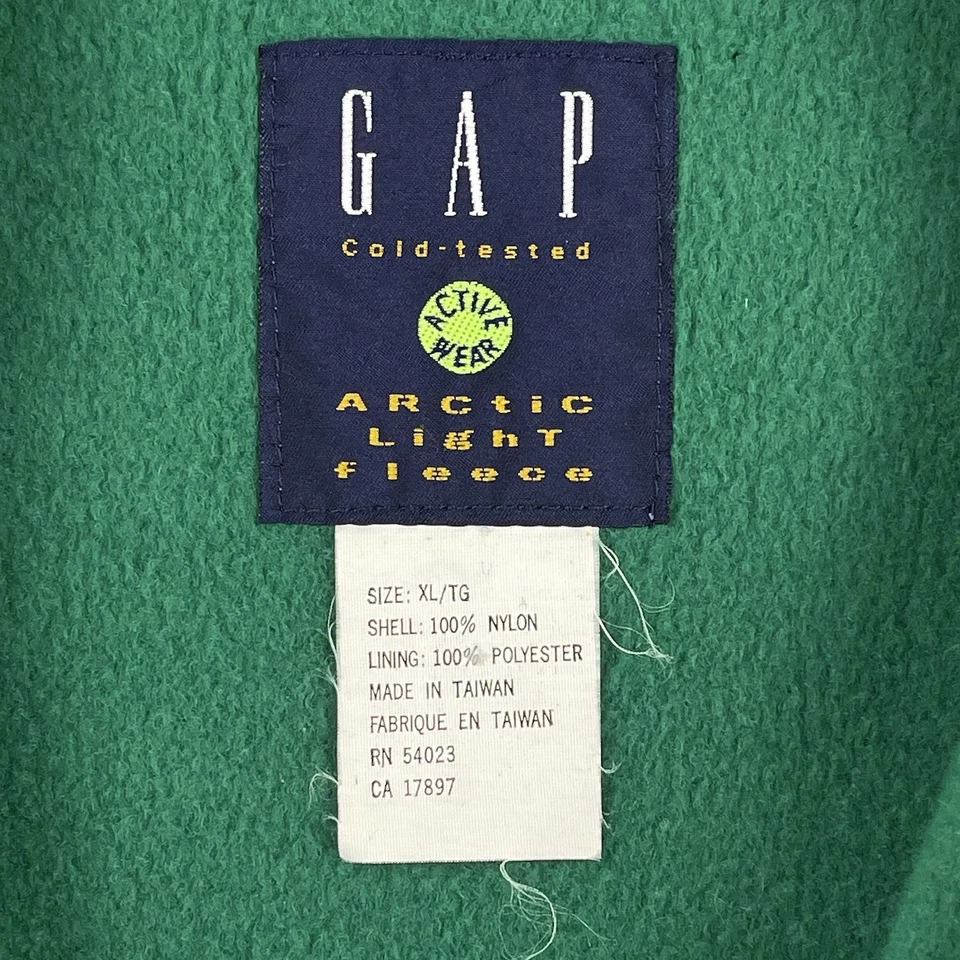 GAP
Cold-tested
ACTIVE
WEAR
ARCtiC
LighT
fleece
SIZE: XL/TG
SHELL: 100% NYLON
LINING: 100% POLYESTER
MADE IN TAIWAN
FABRIQUE EN TAIWAN
RN 54023
CA 17897